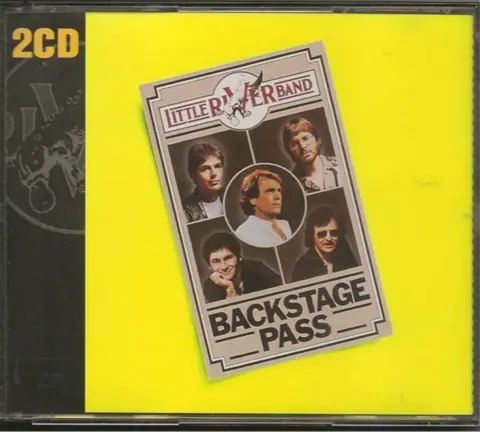 2CD
LITTLE RIVER BAND
BACKSTAGE
PASS